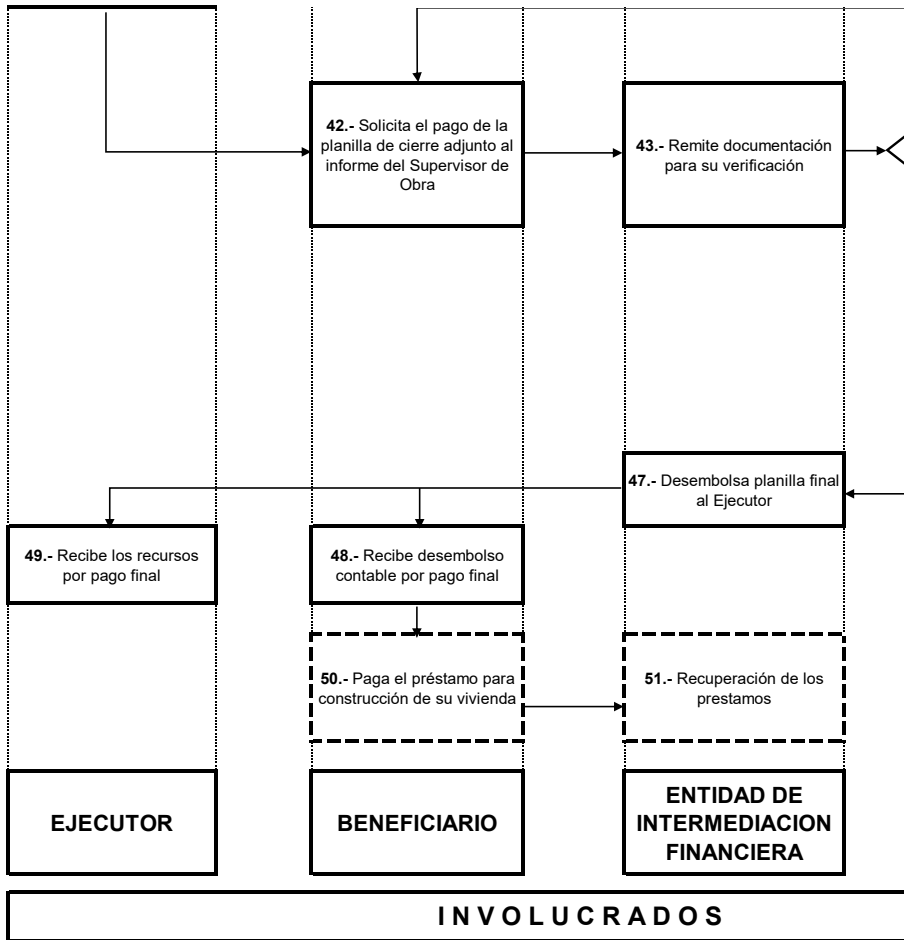 42.- Solicita el pago de la
planilla de cierre adjunto al
informe del Supervisor de
Obra
43.- Remite documentación
para su verificación
47.- Desembolsa planilla final
al Ejecutor
49.- Recibe los recursos
por pago final
48.- Recibe desembolso
contable por pago final
50.- Paga el préstamo para
construcción de su vivienda
51.- Recuperación de los
prestamos
EJECUTOR
BENEFICIARIO
ENTIDAD DE
INTERMEDIACION
FINANCIERA
INVOLUCRADOS